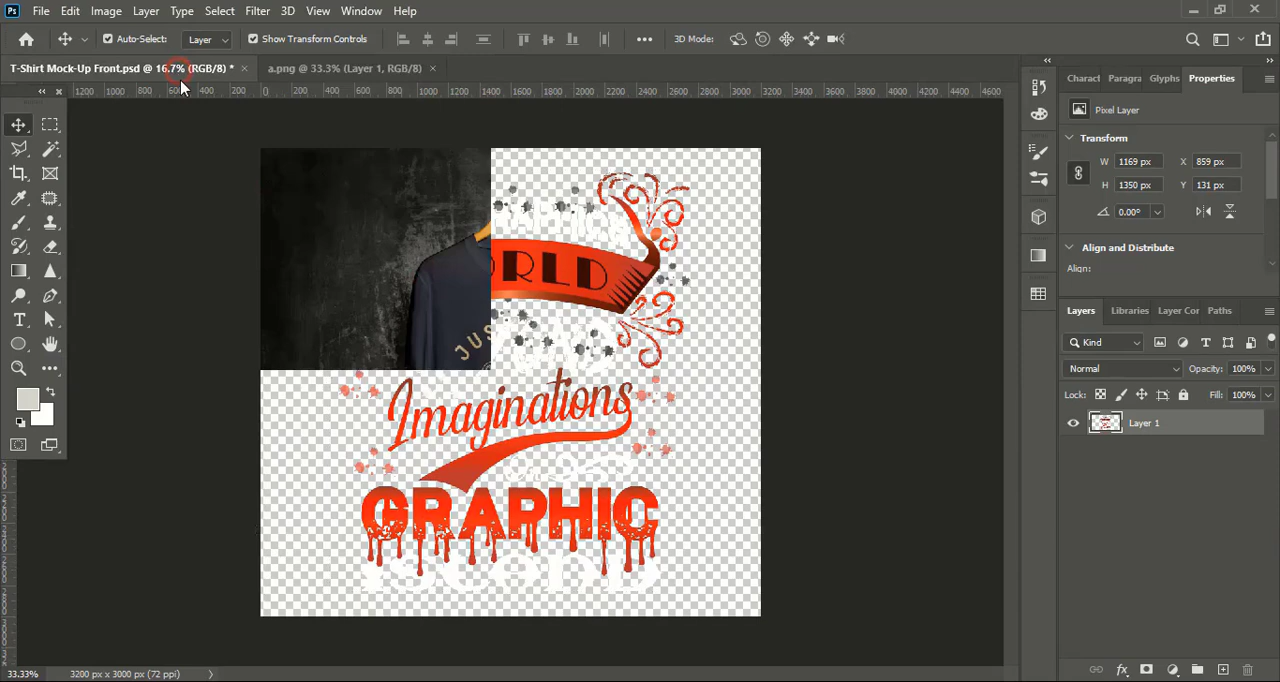 Ps File Edit Image Layer Type Select Filter 3D View Window Help
Auto-Select: Layer Show Transform Controls 3D Mode:
T-Shirt Mock-Up Front.psd @ 16.7% (RGB/8) * × a.png @ 33.3% (Layer 1, RGB/8) ×
1200 1000 800 600 400 200 0 200 400 600 800 1000 1200 1400 1600 1800 2000 2200 2400 2600 2800 3000 3200 3400 3600 3800 4000 4200 4400 4600
Charact Paragra Glyphs Properties
Pixel Layer
Transform
W 1169 px X 859 px
H 1350 px Y 131 px
0.00°
Align and Distribute
Align:
ORLD
JUS
Imaginations
GRAPHIC
Layers Libraries Layer Cor Paths
Kind
Normal Opacity: 100%
Lock: Fill: 100%
Layer 1
33.33% 3200 px x 3000 px (72 ppi)